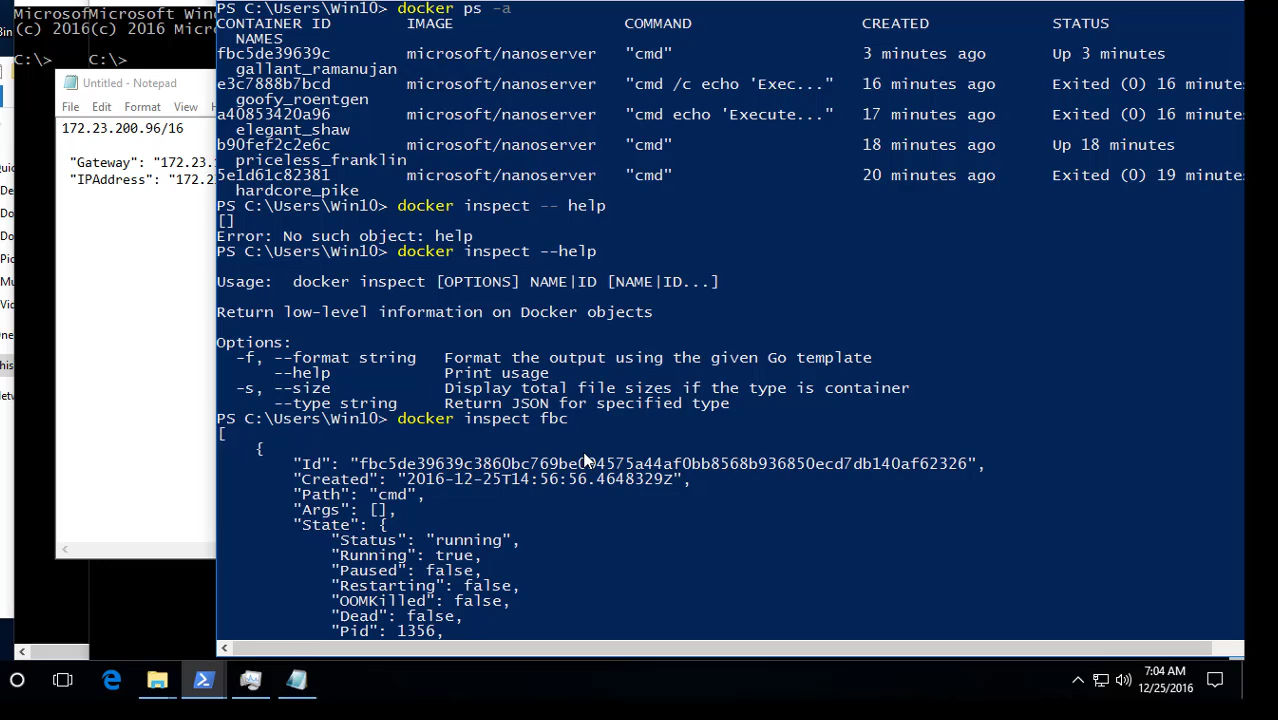 Microsof
Microsoft Win
(c) 2016
(c) 2016 Micro
C:\>
C:\>
Untitled - Notepad
File Edit Format View
172.23.200.96/16
"Gateway": "172.23.
"IPAddress": "172.2
PS C:\Users\Win10> docker ps -a
CONTAINER ID IMAGE COMMAND CREATED STATUS
NAMES
fbc5de39639c microsoft/nanoserver "cmd" 3 minutes ago Up 3 minutes
gallant_ramanujan
e3c7888b7bcd microsoft/nanoserver "cmd /c echo 'Exec..." 16 minutes ago Exited (0) 16 minute
goofy_roentgen
a40853420a96 microsoft/nanoserver "cmd echo 'Execute..." 17 minutes ago Exited (0) 16 minute
elegant_shaw
b90fef2c2e6c microsoft/nanoserver "cmd" 18 minutes ago Up 18 minutes
priceless_franklin
5e1d61c82381 microsoft/nanoserver "cmd" 20 minutes ago Exited (0) 19 minute
hardcore_pike
PS C:\Users\Win10> docker inspect -- help
[]
Error: No such object: help
PS C:\Users\Win10> docker inspect --help
Usage: docker inspect [OPTIONS] NAME|ID [NAME|ID...]
Return low-level information on Docker objects
Options:
-f, --format string Format the output using the given Go template
--help Print usage
-s, --size Display total file sizes if the type is container
--type string Return JSON for specified type
PS C:\Users\Win10> docker inspect fbc
[
{
"Id": "fbc5de39639c3860bc769be004575a44af0bb8568b936850ecd7db140af62326",
"Created": "2016-12-25T14:56:56.4648329Z",
"Path": "cmd",
"Args": [],
"State": {
"Status": "running",
"Running": true,
"Paused": false,
"Restarting": false,
"OOMKilled": false,
"Dead": false,
"Pid": 1356,
7:04 AM
12/25/2016